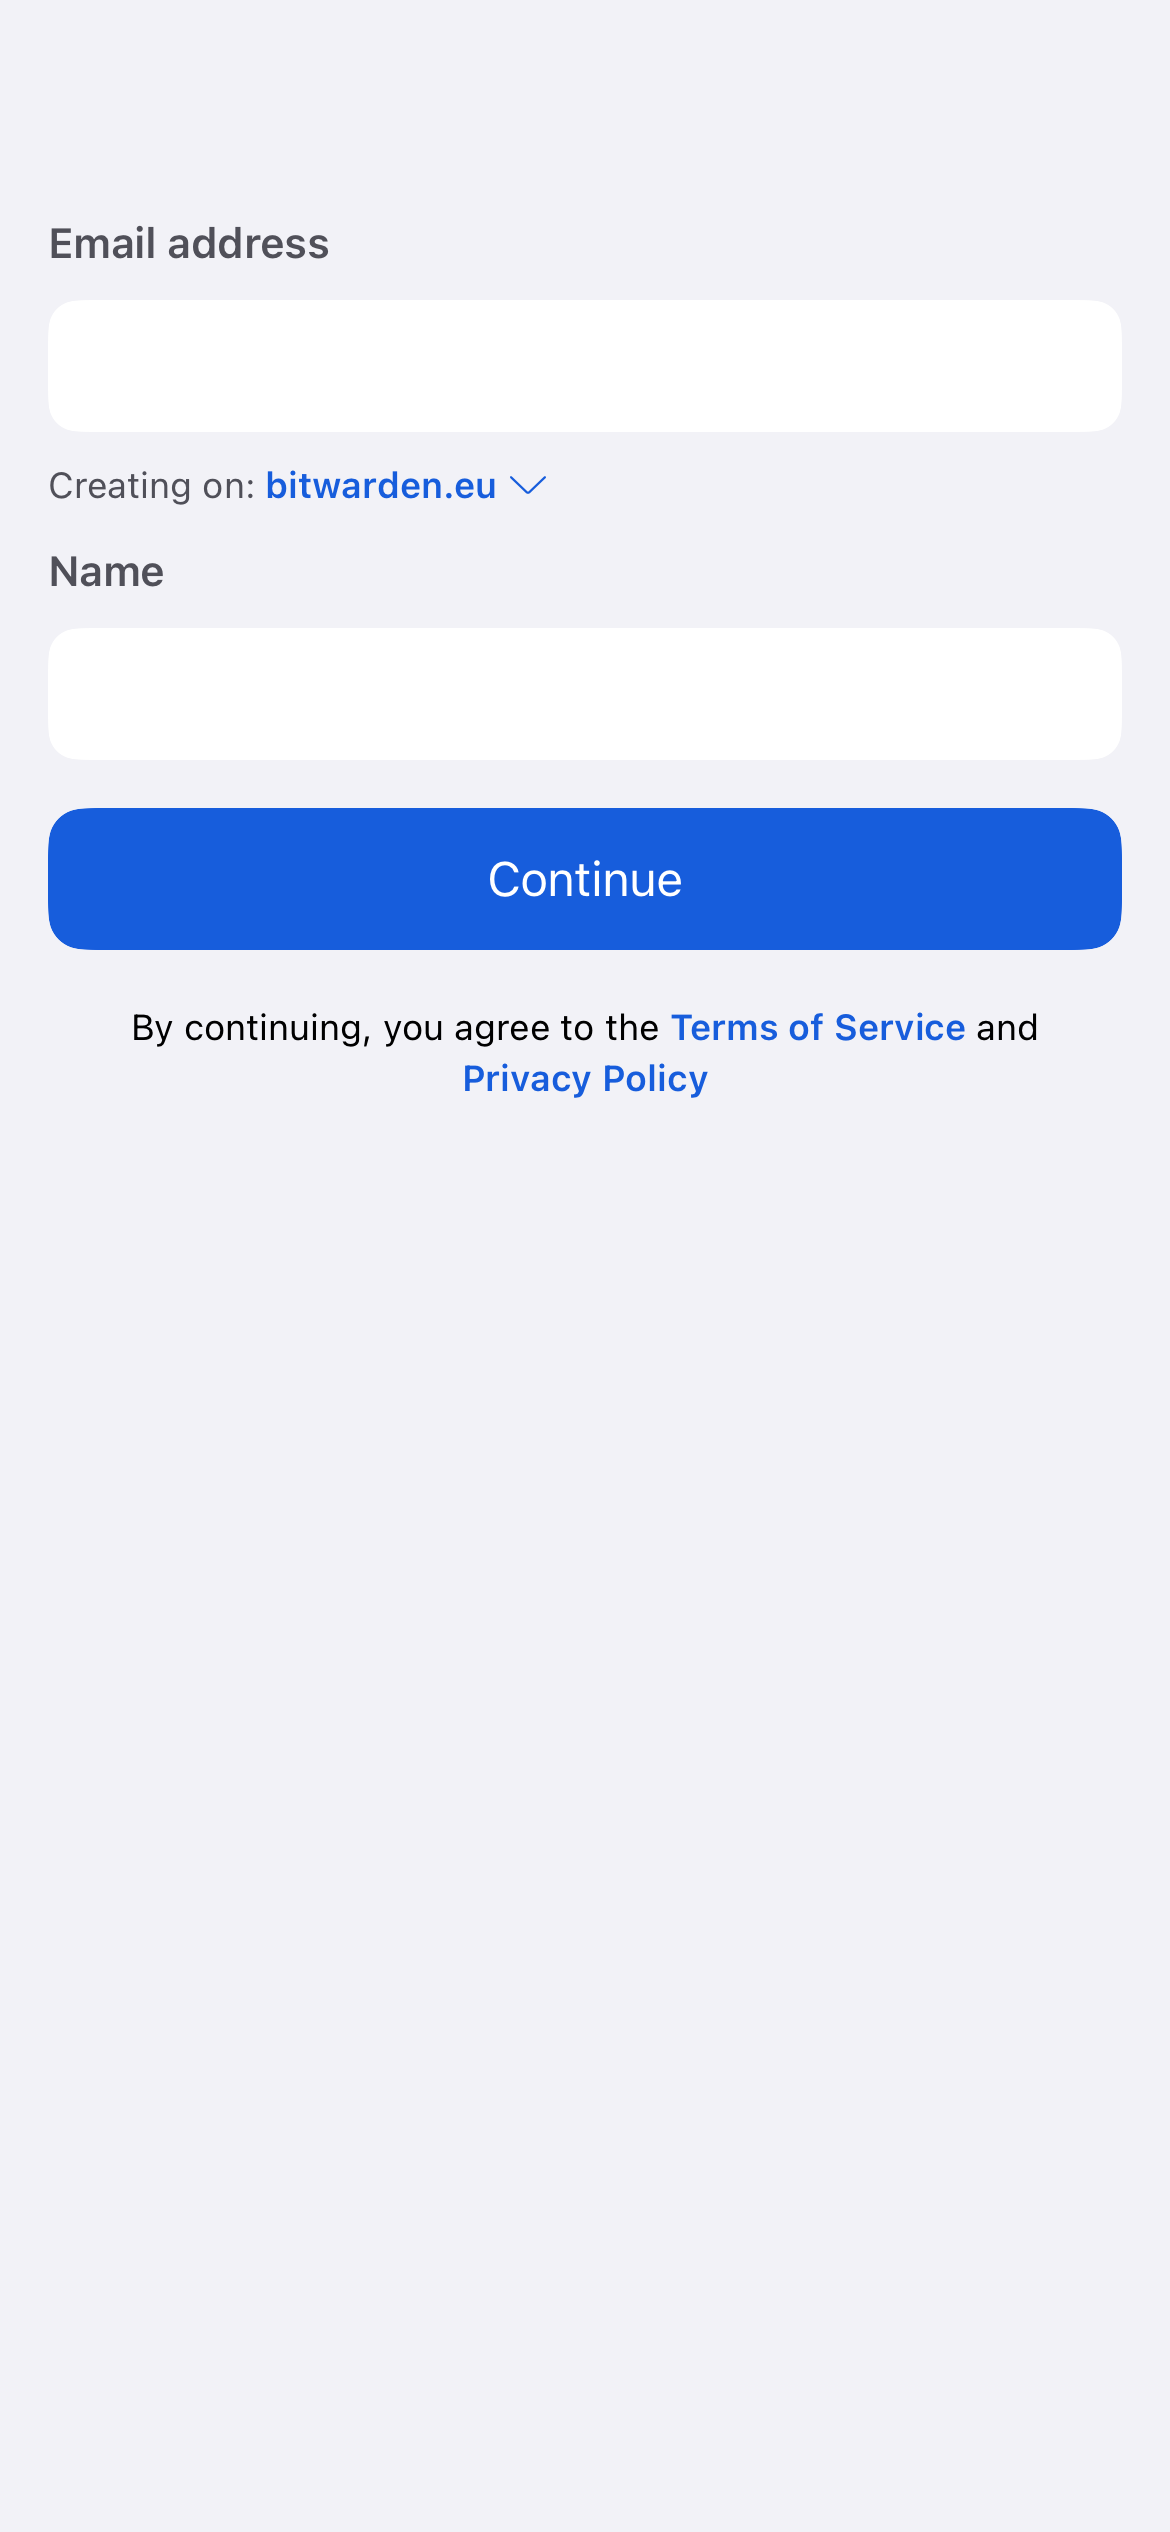 Email address
Creating on: bitwarden.eu
Name
Continue
By continuing, you agree to the Terms of Service and
Privacy Policy